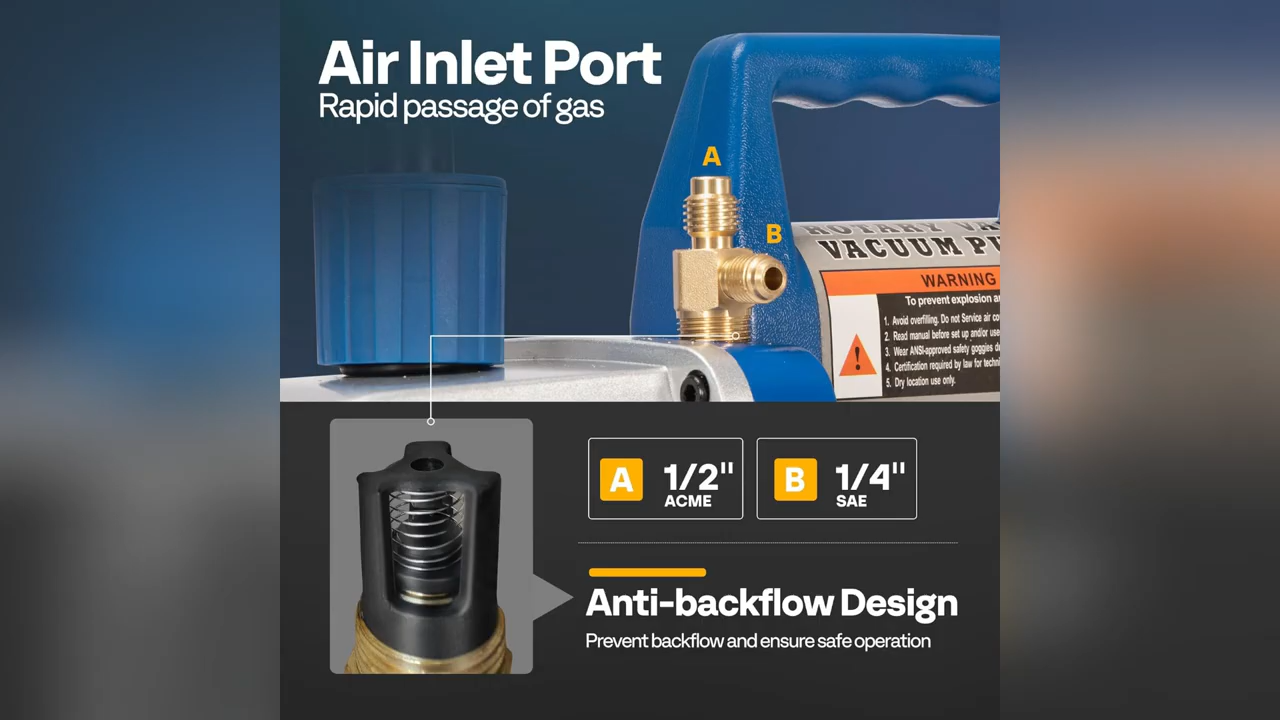 Air Inlet Port
Rapid passage of gas
A
B
ROTARY VA
VACUUM PU
WARNING
To prevent explosion
1. Avoid overfilling. Do not Service air
2. Read manual before set up and/or use
3. Wear ANSI-approved safety goggles
4. Certification required by law for
5. Dry location use only.
A 1/2" ACME
B 1/4" SAE
Anti-backflow Design
Prevent backflow and ensure safe operation